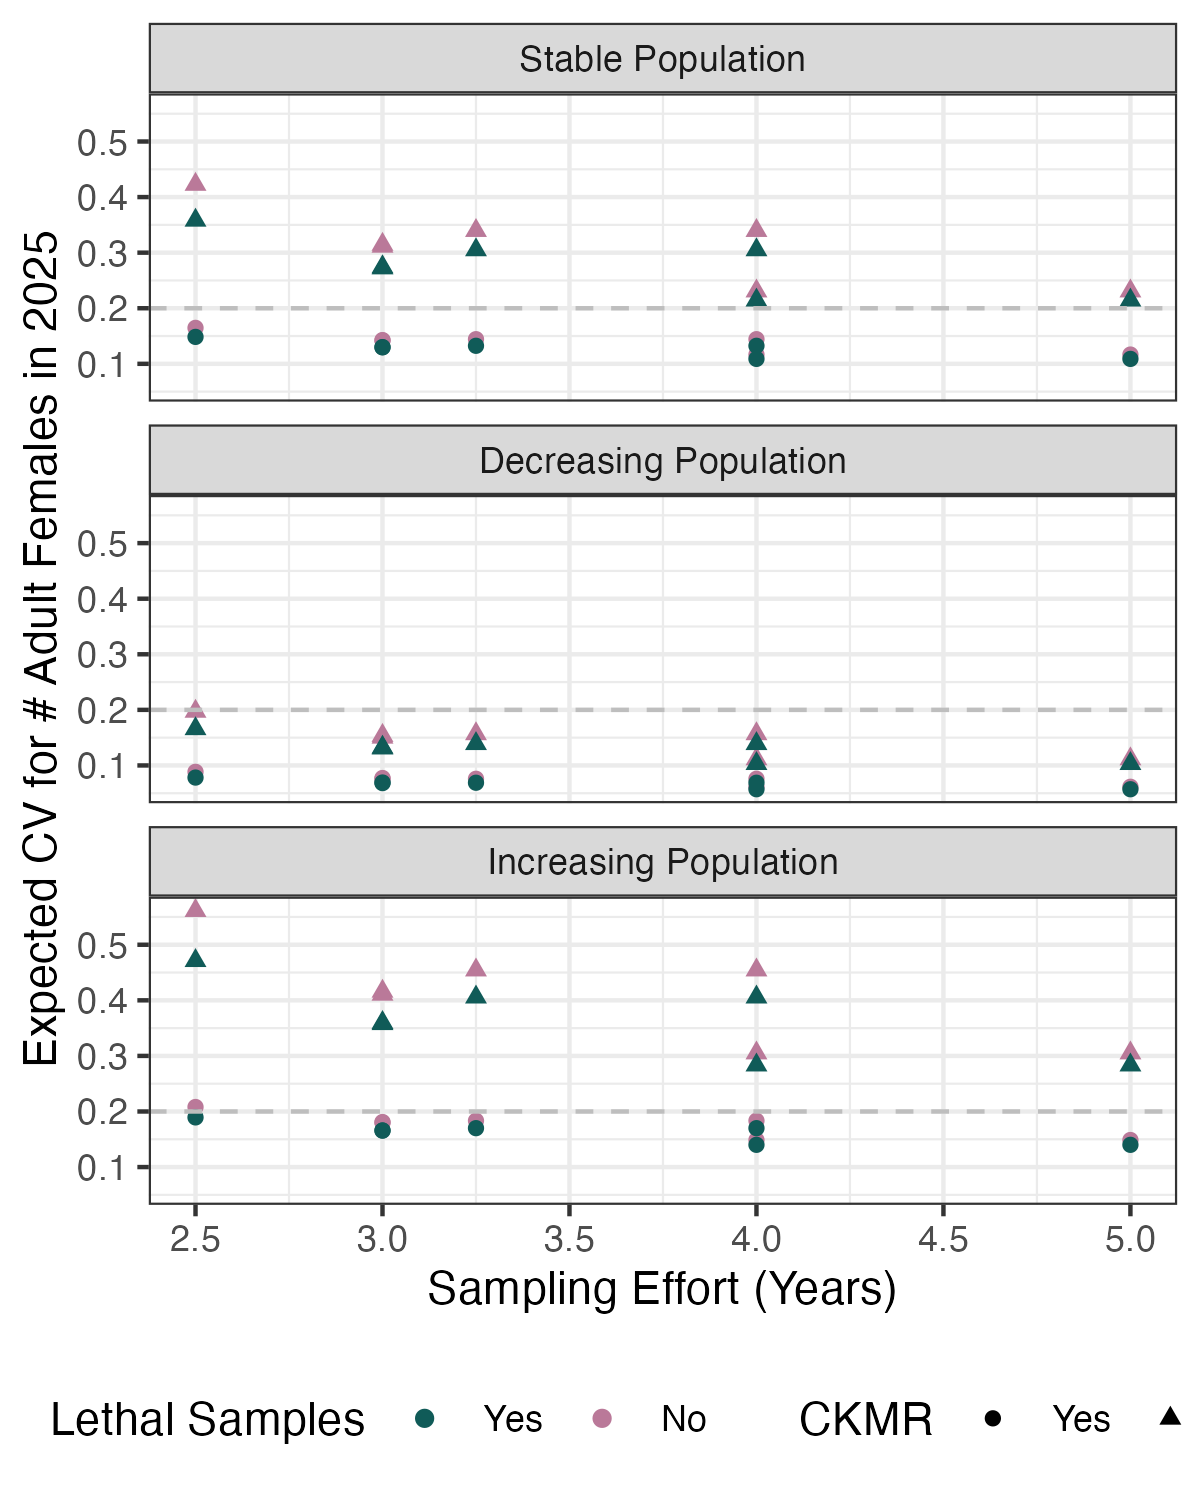 Stable Population
0.5
0.4
0.3
0.2
0.1
Decreasing Population
0.5
0.4
0.3
0.2
0.1
Increasing Population
0.5
0.4
0.3
0.2
0.1
2.5 3.0 3.5 4.0 4.5 5.0
Expected CV for # Adult Females in 2025
Sampling Effort (Years)
Lethal Samples Yes No CKMR Yes